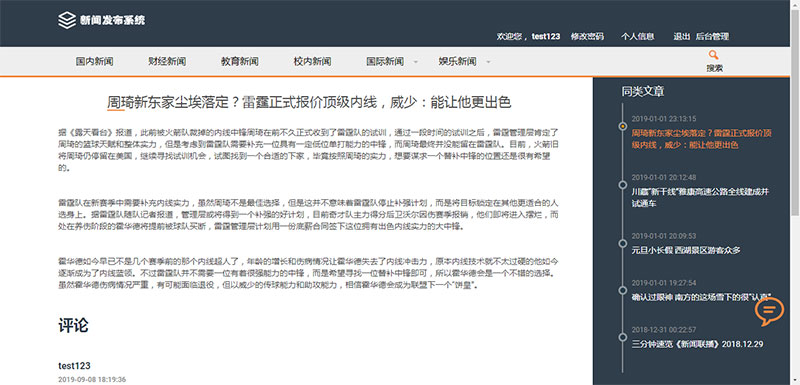 新闻发布系统
欢迎您，test123 修改密码 个人信息 退出 后台管理
国内新闻 财经新闻 教育新闻 校内新闻 国际新闻 娱乐新闻
搜索
周琦新东家尘埃落定？雷霆正式报价顶级内线，威少：能让他更出色
据《露天看台》报道，此前被火箭队裁掉的内线中锋周琦在前不久正式收到了雷霆队的试训，通过一段时间的试训之后，雷霆管理层肯定了
周琦的篮球天赋和整体实力，但是考虑到雷霆队需要补充一位具有一定低位单打能力的中锋，而周琦最终并没能留在雷霆队。目前，火箭旧
将周琦仍停留在美国，继续寻找试训机会，试图找到一个合适的下家，毕竟按照周琦的实力，想要谋求一个替补中锋的位置还是很有希望
的。
雷霆队在新赛季中需要补充内线实力，虽然周琦不是最佳选择，但是这并不意味着雷霆队停止补强计划，而是将目标锁定在其他更适合的人
选身上。据雷霆队随队记者报道，管理层或将得到一个补强的好计划，目前奇才队主力得分后卫沃尔因伤赛季报销，他们即将进入摆烂，而
处在养伤阶段的霍华德将提前被球队买断，雷霆管理层计划用一份底薪合同签下这位拥有出色内线实力的大中锋。
霍华德如今早已不是几个赛季前的那个内线超人了，年龄的增长和伤病情况让霍华德失去了内线冲击力，原本内线技术就不太过硬的他如今
逐渐成为了内线蓝领。不过雷霆队并不需要一位有着很强能力的中锋，而是希望寻找一位替补中锋即可，所以霍华德会是一个不错的选择。
虽然霍华德伤病情况严重，有可能面临退役，但以威少的传球能力和助攻能力，相信霍华德会成为联盟下一个"饼皇"。
评论
test123
2019-09-08 18:19:36
同类文章
2019-01-01 23:13:15
周琦新东家尘埃落定？雷霆正式报价顶
级内线，威少：能让他更出色
2019-01-01 20:12:48
川藏"新干线"雅康高速公路全线建成并
试通车
2019-01-01 20:09:53
元旦小长假 西湖景区游客众多
2019-01-01 19:27:54
确认过眼神 南方的这场雪下的很"认真"
2018-12-31 00:22:57
三分钟速览《新闻联播》2018.12.29